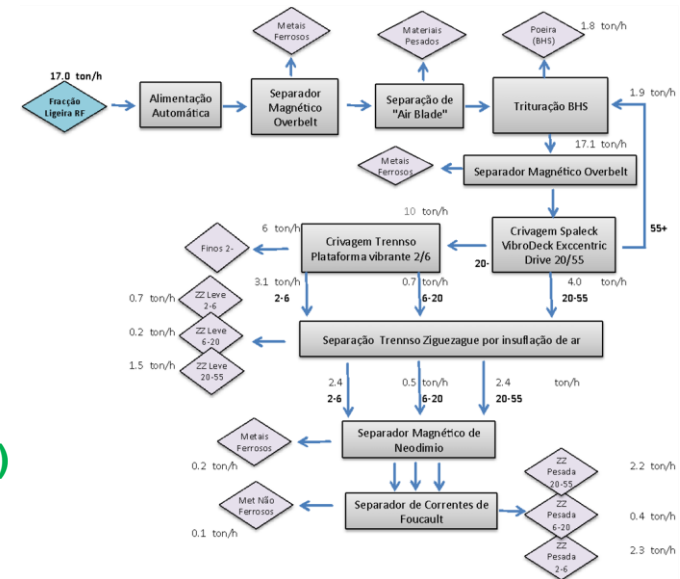 Metais
Ferrosos
Materiais
Pesados
Poeira
(BHS)
1.8 ton/h
17.0 ton/h
Fracção
Ligeira RF
Alimentação
Automática
Separador
Magnético
Overbelt
Separação de
"Air Blade"
Trituração BHS
1.9 ton/h
17.1 ton/h
Metais
Ferrosos
Separador Magnético Overbelt
10 ton/h
6 ton/h
Finos 2-
Crivagem Trennso
Plataforma vibrante 2/6
20-
Crivagem Spaleck
VibroDeck Exccentric
Drive 20/55
55+
3.1 ton/h
2-6
0.7 ton/h
6-20
4.0 ton/h
20-55
0.7 ton/h
ZZ Leve
2-6
0.2 ton/h
ZZ Leve
6-20
1.5 ton/h
ZZ Leve
20-55
Separação Trennso Ziguezague por insuflação de ar
2.4
2-6
0.5 ton/h
6-20
2.4 ton/h
20-55
Metais
Ferrosos
0.2 ton/h
Separador Magnético de
Neodimio
)
Met Não
Ferrosos
0.1 ton/h
Separador de Correntes de
Foucault
ZZ
Pesada
20-55
2.2 ton/h
ZZ
Pesada
6-20
0.4 ton/h
ZZ
Pesada
2-6
2.3 ton/h